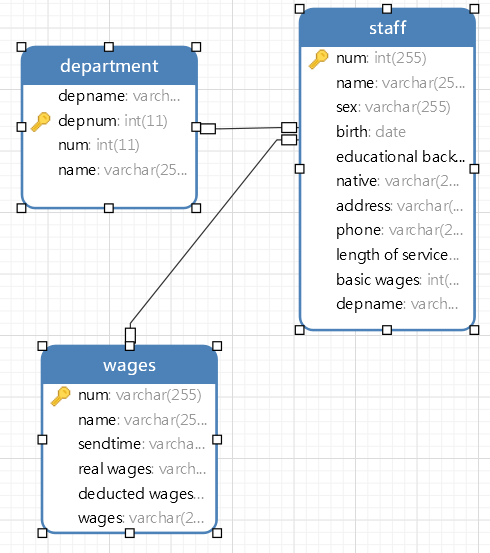 department
depname: varch...
depnum: int(11)
num: int(11)
name: varchar(25...
staff
num: int(255)
name: varchar(25...
sex: varchar(255)
birth: date
educational back...
native: varchar(2...
address: varchar(...
phone: varchar(2...
length of service...
basic wages: int(...
depname: varch...
wages
num: varchar(255)
name: varchar(25...
sendtime: varcha...
real wages: varch...
deducted wages...
wages: varchar(2...